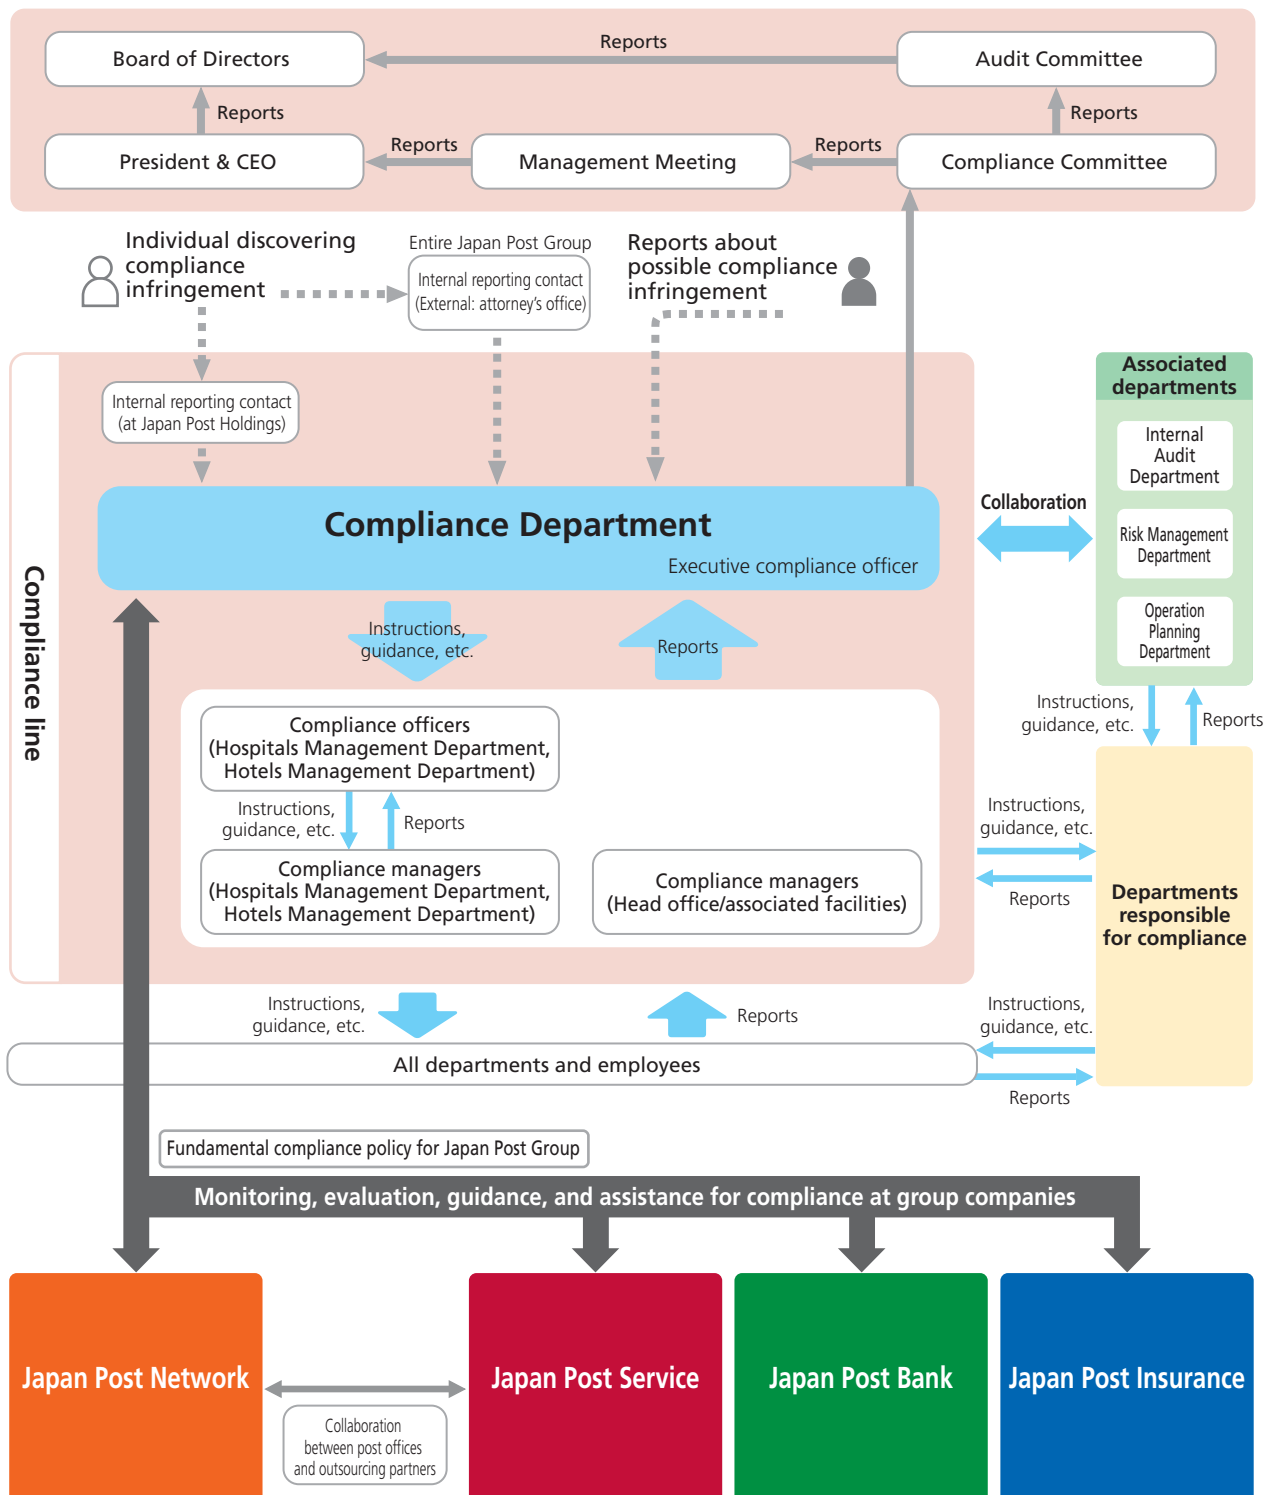 Board of Directors
Reports
Audit Committee
Reports
Reports
President & CEO
Reports
Management Meeting
Reports
Compliance Committee
Individual discovering
compliance
infringement
Entire Japan Post Group
Internal reporting contact
(External: attorney's office)
Reports about
possible compliance
infringement
Internal reporting contact
(at Japan Post Holdings)
Compliance line
Compliance Department
Executive compliance officer
Collaboration
Associated
departments
Internal
Audit
Department
Risk Management
Department
Operation
Planning
Department
Instructions,
guidance, etc.
Reports
Instructions,
guidance, etc.
Reports
Compliance officers
(Hospitals Management Department,
Hotels Management Department)
Instructions,
guidance, etc.
Reports
Compliance managers
(Hospitals Management Department,
Hotels Management Department)
Compliance managers
(Head office/associated facilities)
Instructions,
guidance, etc.
Reports
Departments
responsible
for compliance
Instructions,
guidance, etc.
Reports
Instructions,
guidance, etc.
Reports
All departments and employees
Fundamental compliance policy for Japan Post Group
Monitoring, evaluation, guidance, and assistance for compliance at group companies
Japan Post Network
Collaboration
between post offices
and outsourcing partners
Japan Post Service
Japan Post Bank
Japan Post Insurance